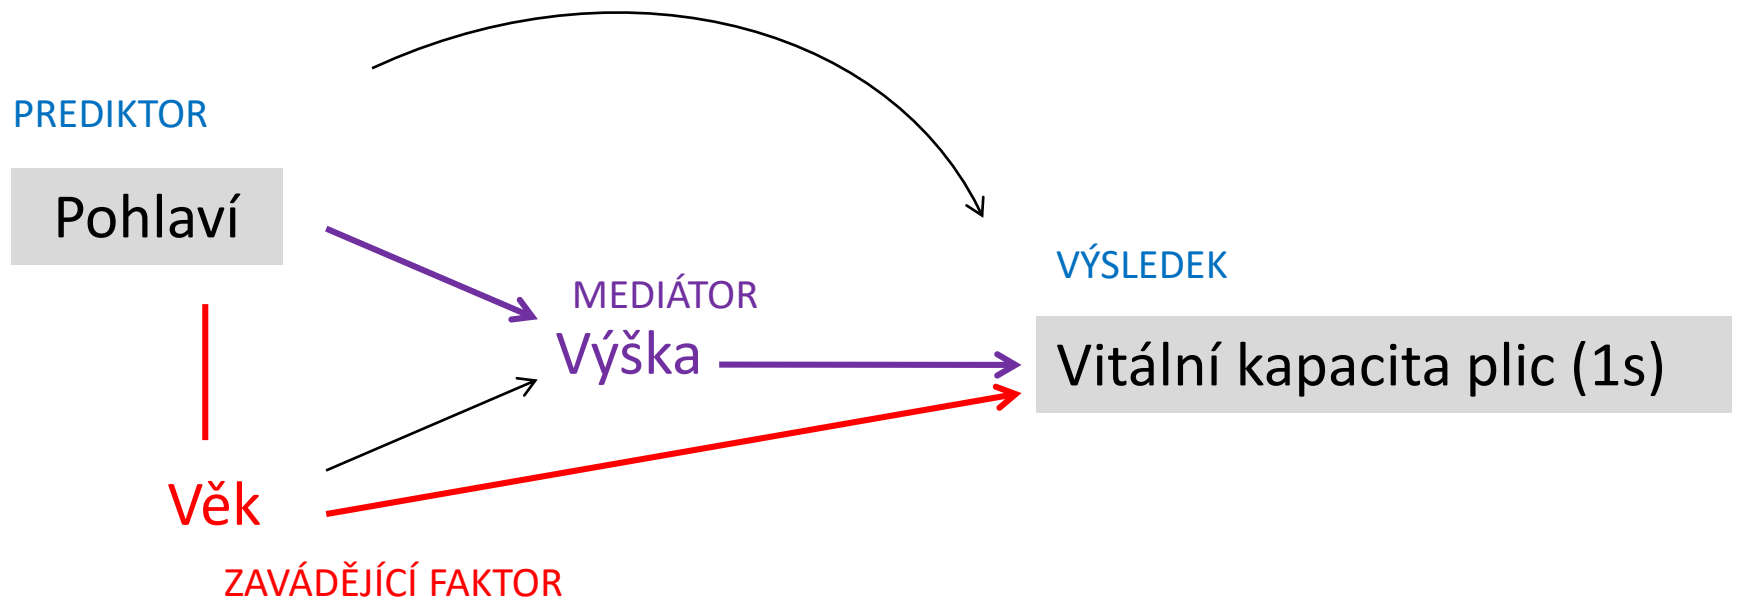 PREDIKTOR
Pohlaví
MEDIÁTOR
Výška
VÝSLEDEK
Vitální kapacita plic (1s)
Věk
ZAVÁDĚJÍCÍ FAKTOR